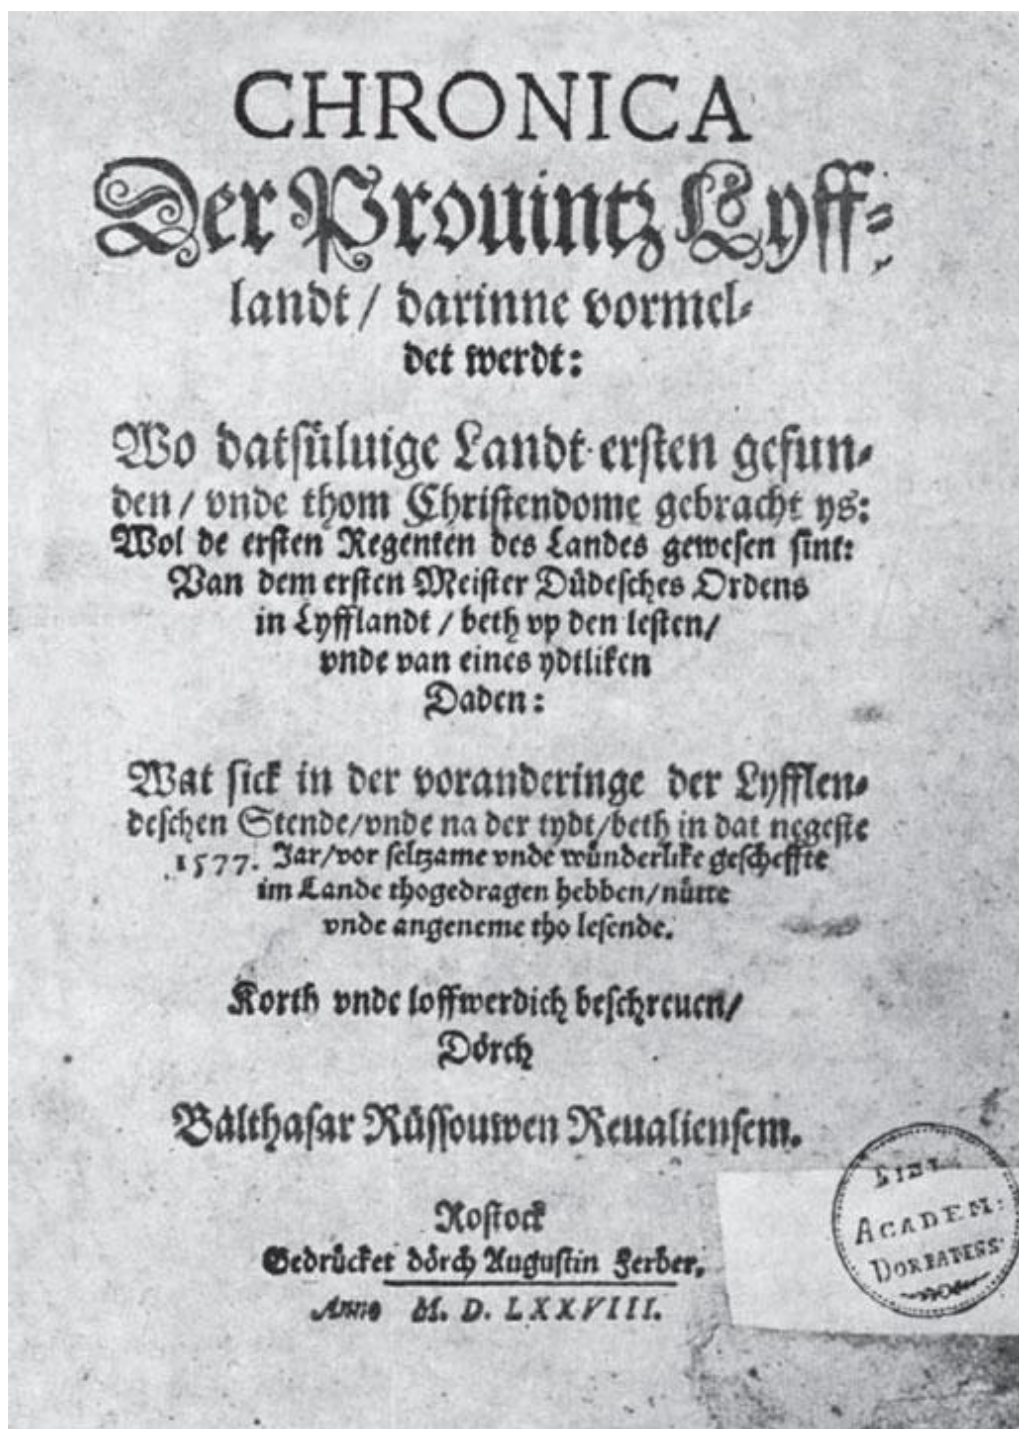 CHRONICA
Der Prouintz Lyff-
landt / darinne vormel-
det werdt:
Wo datsüluige Landt ersten gefun-
den / vnde thom Christendome gebracht ys:
Wol de ersten Regenten des Landes gewesen sint:
Van dem ersten Meister Düdesches Ordens
in Lyfflandt / beth vp den lesten/
vnde van eines ydtliken
Daden:
Wat sick in der voranderinge der Lyfflen-
deschen Stende/vnde na der tydt/beth in dat negeste
1577. Jar/vor seltzame vnde wünderlike gescheffte
im Lande thogedragen hebben/nütte
vnde angeneme tho lesende.
Korth vnde loffwerdich beschreuen/
Dörch
Balthasar Rüssouwen Reualiensem.
Rostock
Gedrücket dörch Augustin Ferber,
Anno M. D. LXXVIII.
BIBL.
ACADEM:
DORPATENS